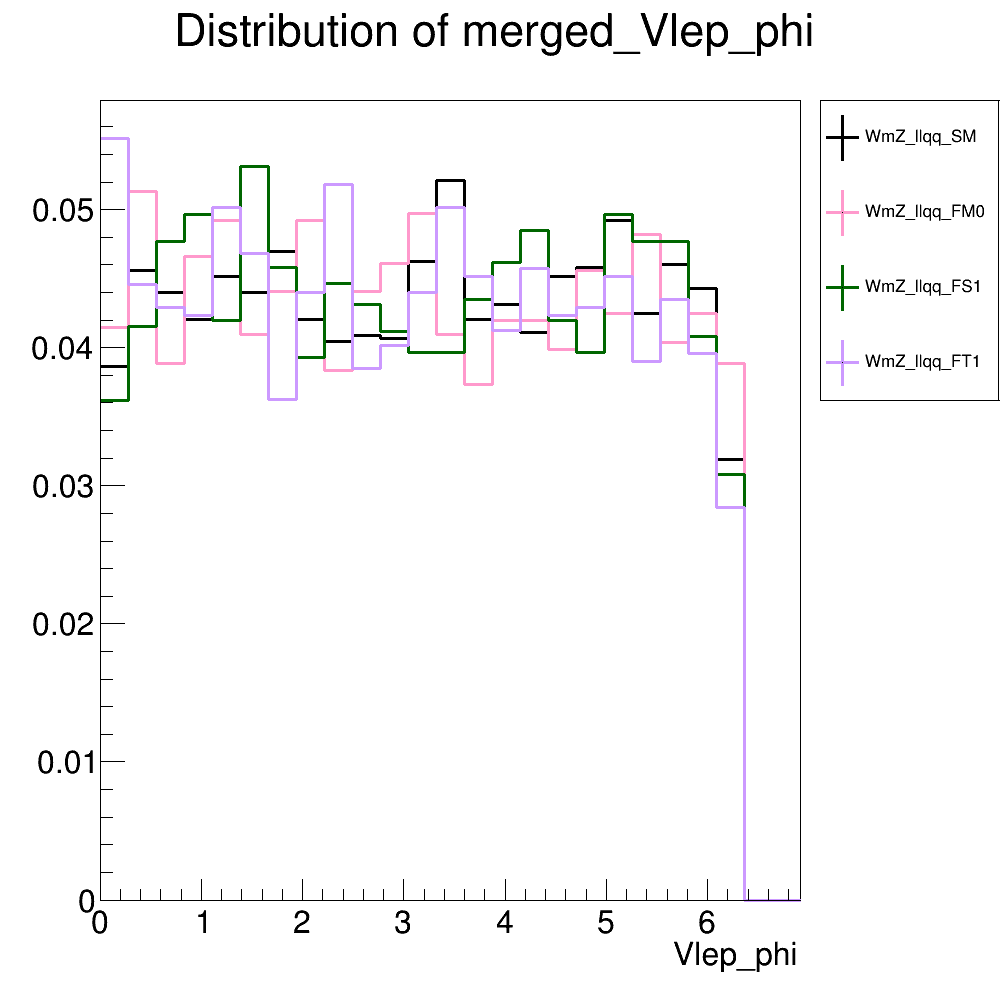 Distribution of merged_Vlep_phi
WmZ_llqq_SM
WmZ_llqq_FM0
WmZ_llqq_FS1
WmZ_llqq_FT1
0.05
0.04
0.03
0.02
0.01
0
0 1 2 3 4 5 6
Vlep_phi